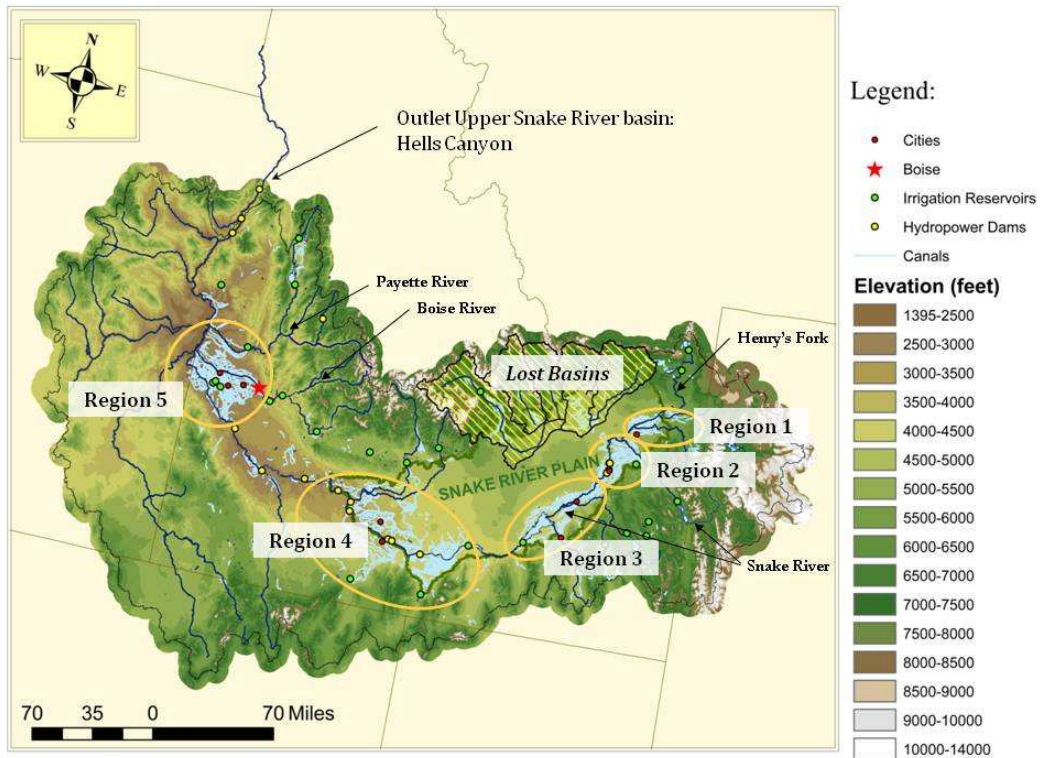 N
W
E
S
Outlet Upper Snake River basin:
Hells Canyon
Payette River
Boise River
Henry's Fork
Lost Basins
Region 5
Region 1
Region 2
SNAKE RIVER PLAIN
Region 4
Region 3
Snake River
70 35 0 70 Miles
Legend:
Cities
Boise
Irrigation Reservoirs
Hydropower Dams
Canals
Elevation (feet)
1395-2500
2500-3000
3000-3500
3500-4000
4000-4500
4500-5000
5000-5500
5500-6000
6000-6500
6500-7000
7000-7500
7500-8000
8000-8500
8500-9000
9000-10000
10000-14000